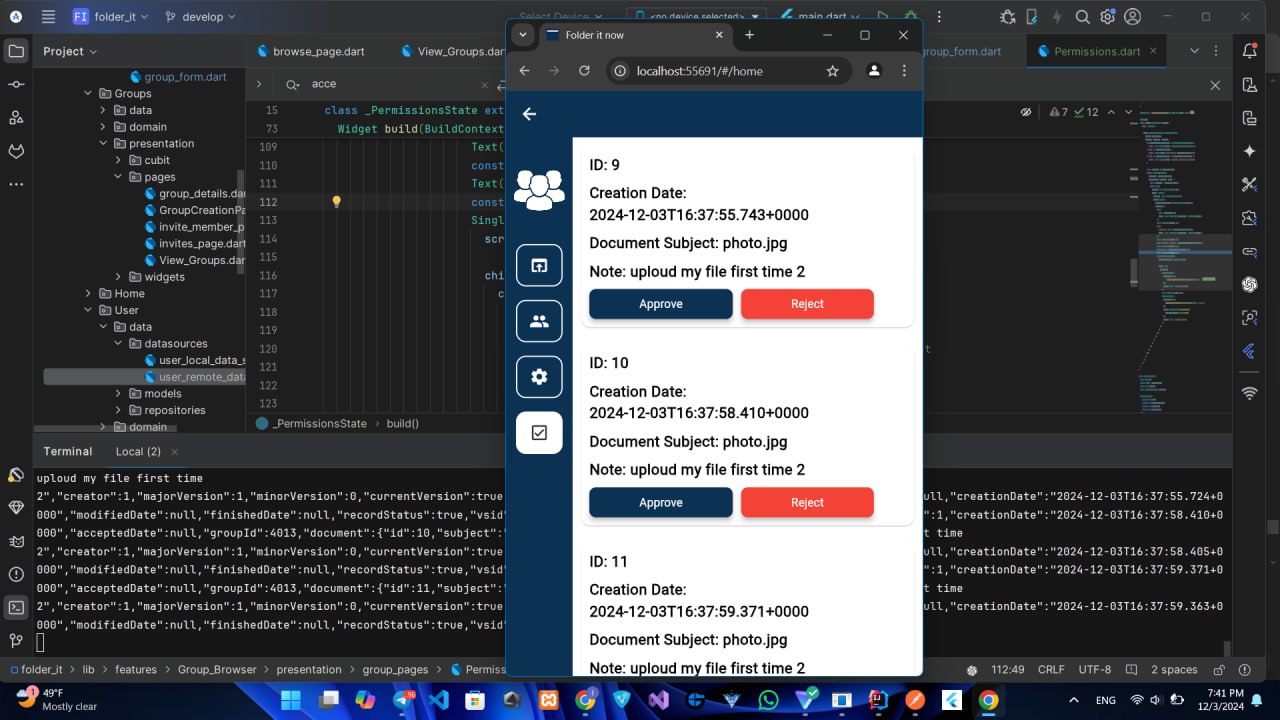 FI
folder_it
develop
Select Device
<no device selected>
main.dart
Project
browse_page.dart
View_Groups.dar
group_form.dart
Permissions.dart
Folder it now
localhost:55691/#/home
acce
7
12
group_form.dart
Groups
data
domain
presentation
cubit
pages
group_details.dar
GroupCreationPa
invite_member_p
invites_page.dart
View_Groups.dar
widgets
Home
User
data
datasources
user_local_data_s
user_remote_data
models
repositories
domain
15
73
109
110
111
112
113
114
115
116
117
118
119
120
121
122
123
class _PermissionsState ext
Widget build(BuildContext
Text(
const
Text(
const
Singl
scr
chi
c
_PermissionsState
build()
ID: 9
Creation Date:
2024-12-03T16:37:55.743+0000
Document Subject: photo.jpg
Note: uploud my file first time 2
Approve
Reject
ID: 10
Creation Date:
2024-12-03T16:37:58.410+0000
Document Subject: photo.jpg
Note: uploud my file first time 2
Approve
Reject
ID: 11
Creation Date:
2024-12-03T16:37:59.371+0000
Document Subject: photo.jpg
Note: uploud my file first time 2
Terminal
Local (2)
uploud my file first time
2","creator":1,"majorVersion":1,"minorVersion":0,"currentVersion":true
ull,"creationDate":"2024-12-03T16:37:55.724+0
000","modifiedDate":null,"finishedDate":null,"recordStatus":true,"vsid
"creationDate":"2024-12-03T16:37:58.410+0
000","acceptedDate":null,"groupId":4013,"document":{"id":10,"subject":
t time
2","creator":1,"majorVersion":1,"minorVersion":0,"currentVersion":true
ull,"creationDate":"2024-12-03T16:37:58.405+0
000","modifiedDate":null,"finishedDate":null,"recordStatus":true,"vsid
"creationDate":"2024-12-03T16:37:59.371+0
000","acceptedDate":null,"groupId":4013,"document":{"id":11,"subject":
t time
2","creator":1,"majorVersion":1,"minorVersion":0,"currentVersion":true
ull,"creationDate":"2024-12-03T16:37:59.363+0
000","modifiedDate":null,"finishedDate":null,"recordStatus":true,"vsid
folder_it
lib
features
Group_Browser
presentation
group_pages
Permiss
112:49
CRLF
UTF-8
2 spaces
1
49°F
Mostly clear
ENG
:41 PM
12/3/2024